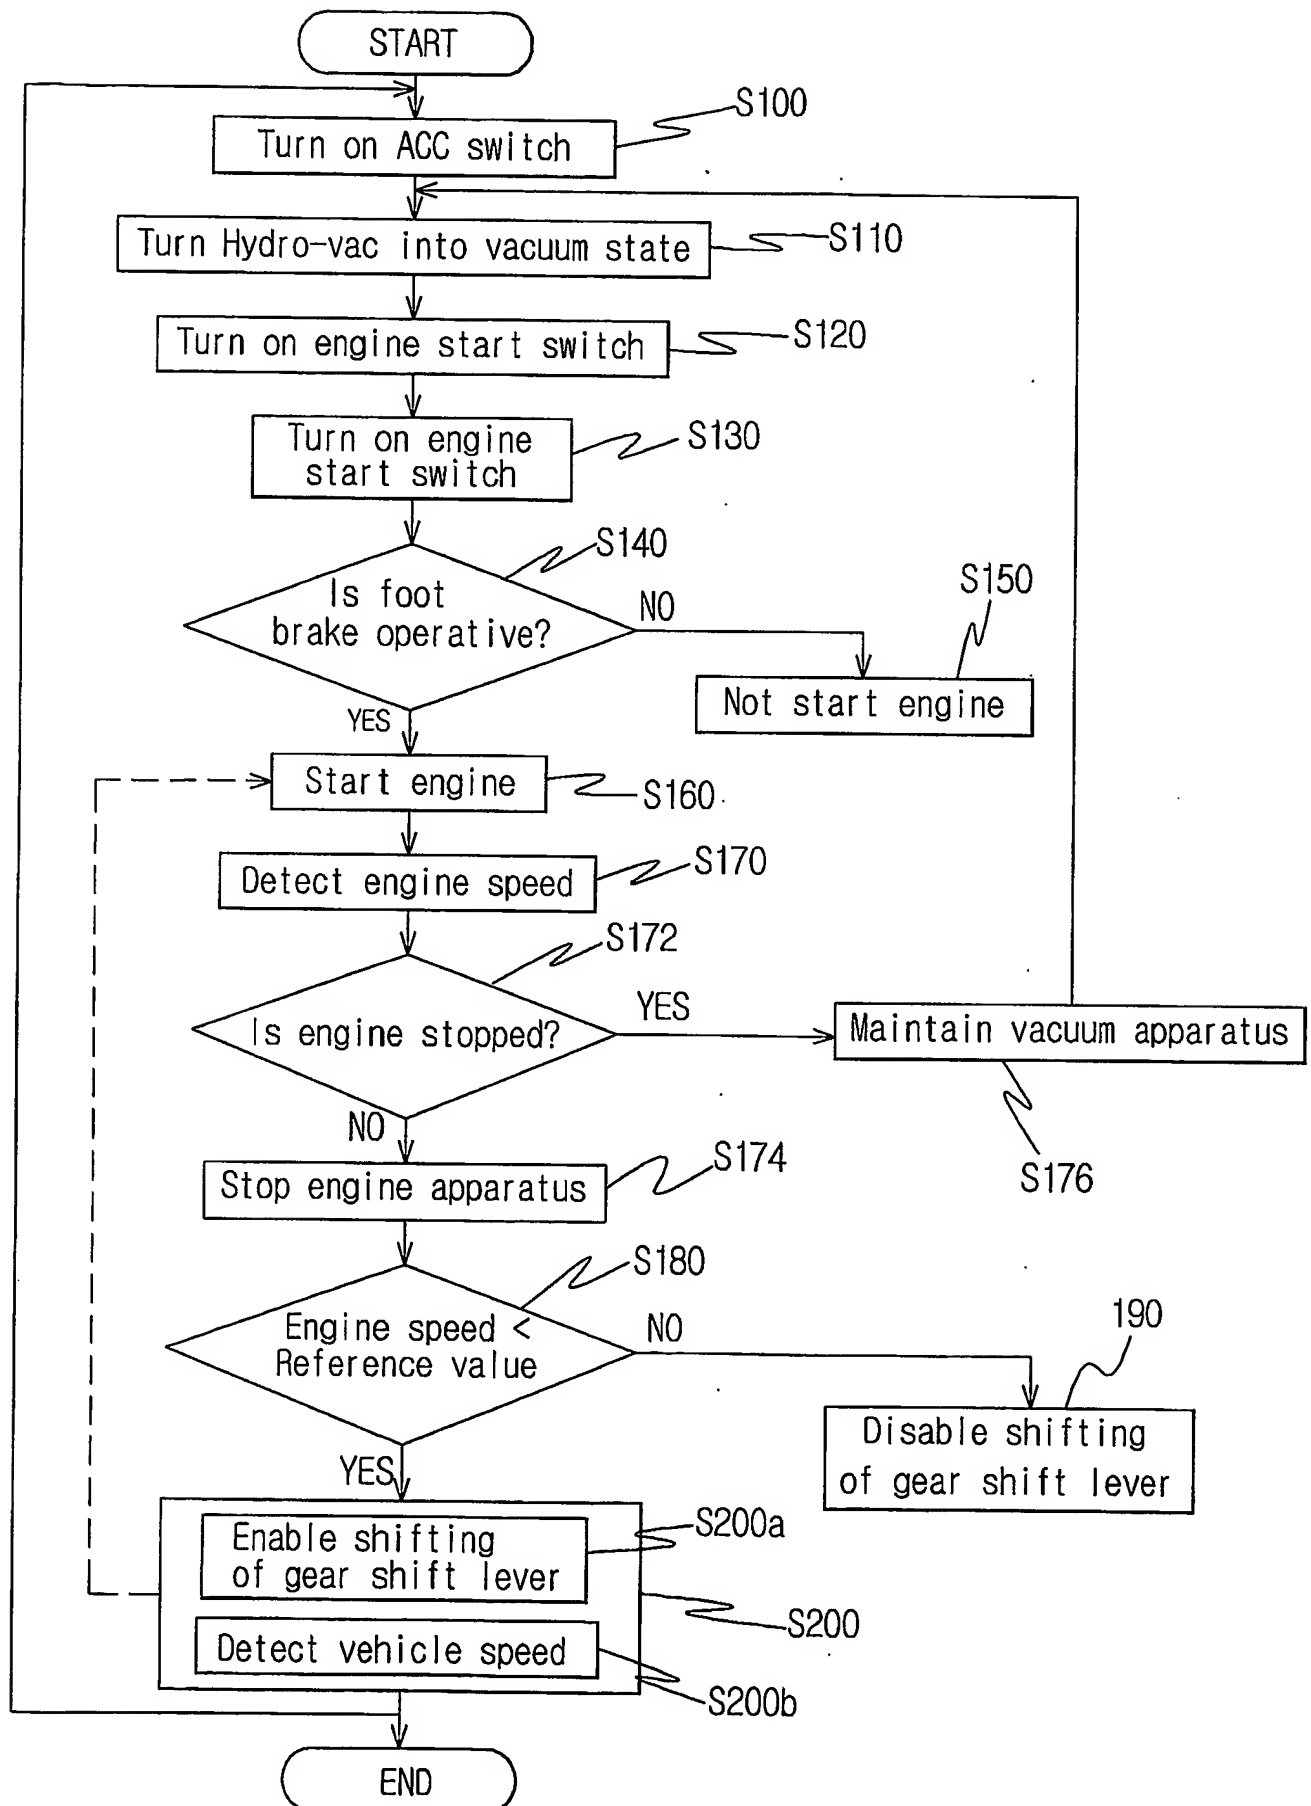 START
S100
Turn on ACC switch
Turn Hydro-vac into vacuum state
S110
Turn on engine start switch
S120
Turn on engine
start switch
S130
S140
Is foot
brake operative?
NO
S150
Not start engine
YES
Start engine
S160
Detect engine speed
S170
S172
Is engine stopped?
YES
Maintain vacuum apparatus
S176
NO
Stop engine apparatus
S174
S180
Engine speed <
Reference value
NO
190
Disable shifting
of gear shift lever
YES
Enable shifting
of gear shift lever
S200a
S200
Detect vehicle speed
S200b
END